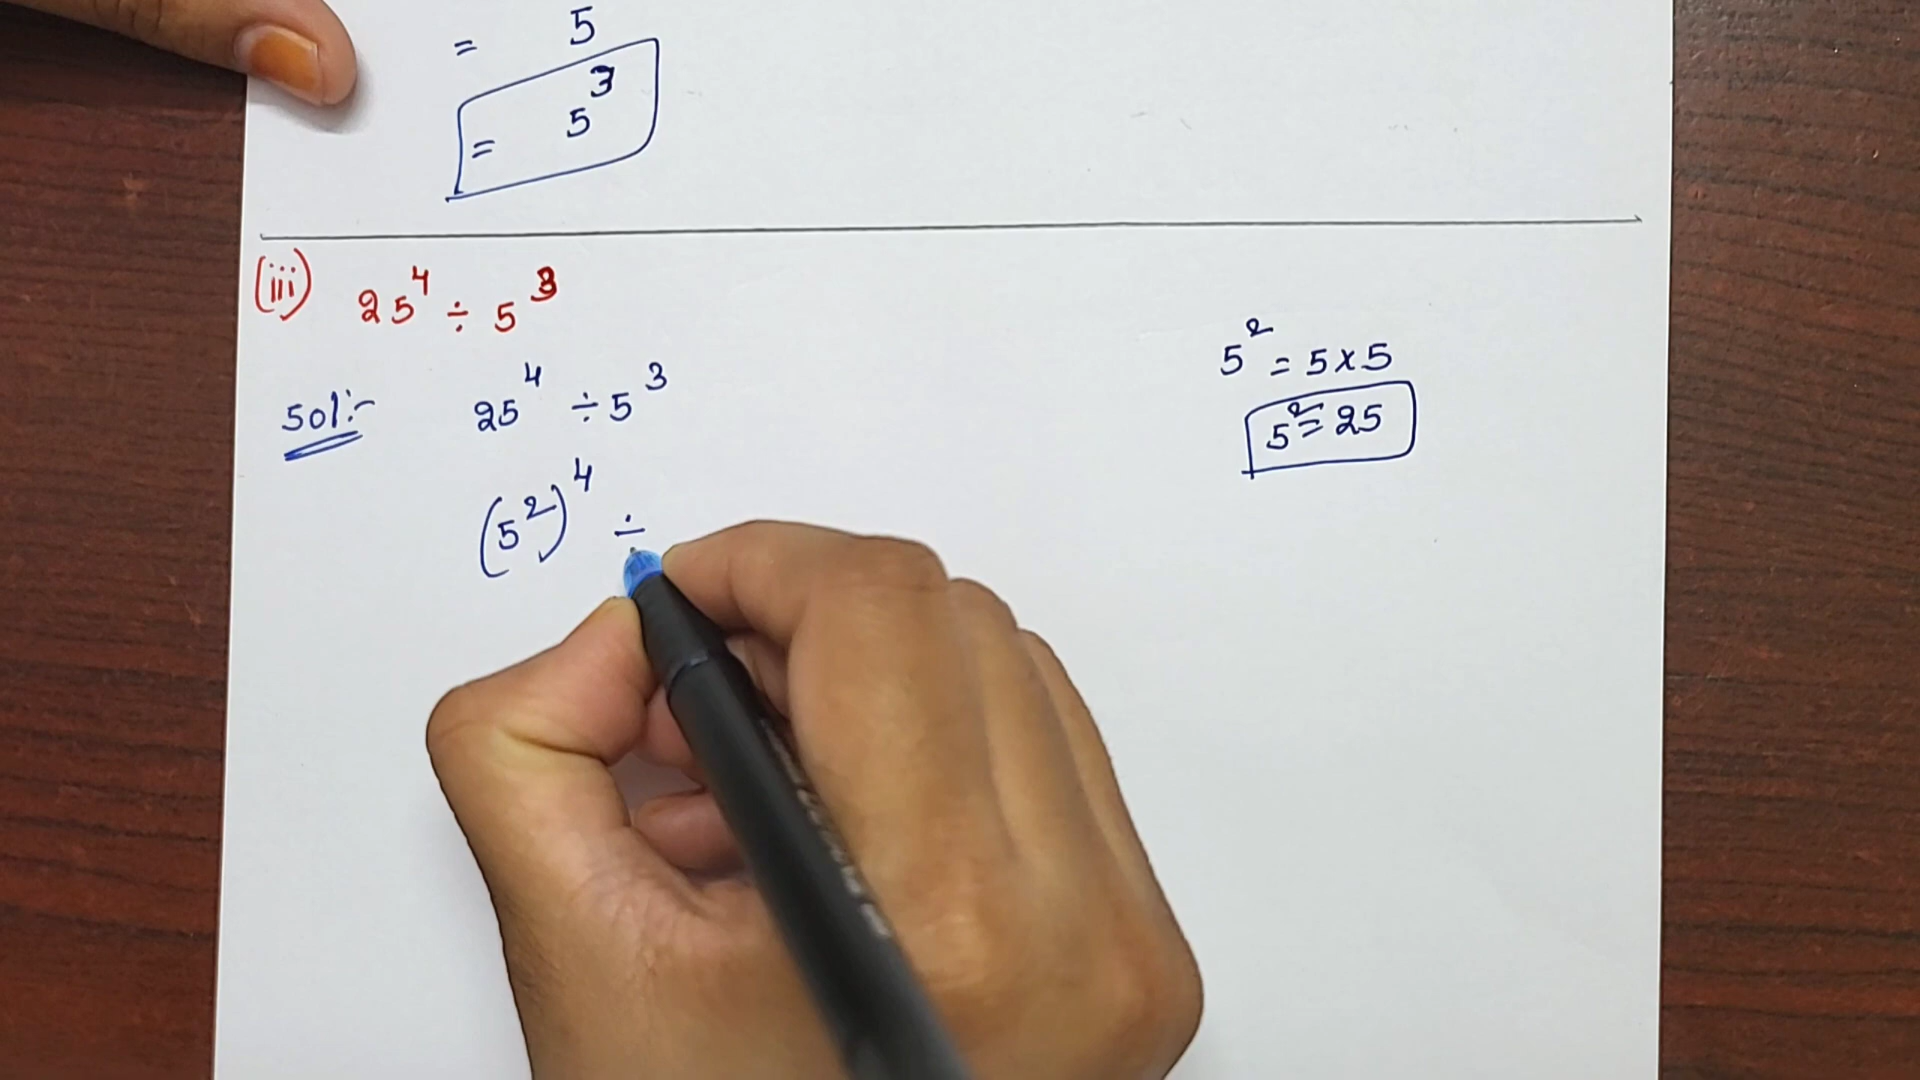 = 5
= 5³
(iii) 25⁴ ÷ 5³
Sol:- 25⁴ ÷ 5³
(5²)⁴ ÷
5² = 5×5
5² = 25